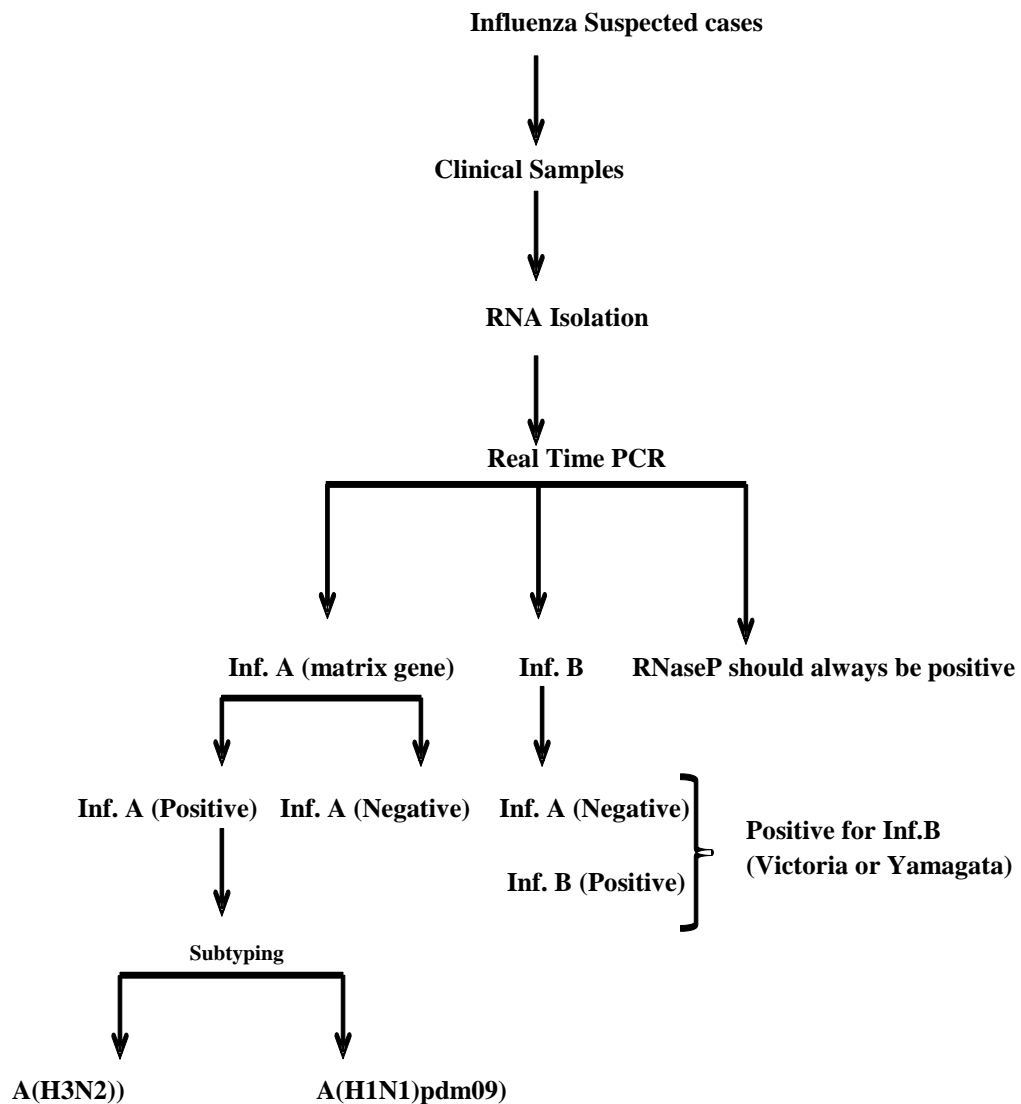 Influenza Suspected cases
Clinical Samples
RNA Isolation
Real Time PCR
Inf. A (matrix gene)
Inf. B
RNaseP should always be positive
Inf. A (Positive)
Inf. A (Negative)
Inf. A (Negative)
Inf. B (Positive)
Positive for Inf.B
(Victoria or Yamagata)
Subtyping
A(H3N2))
A(H1N1)pdm09)